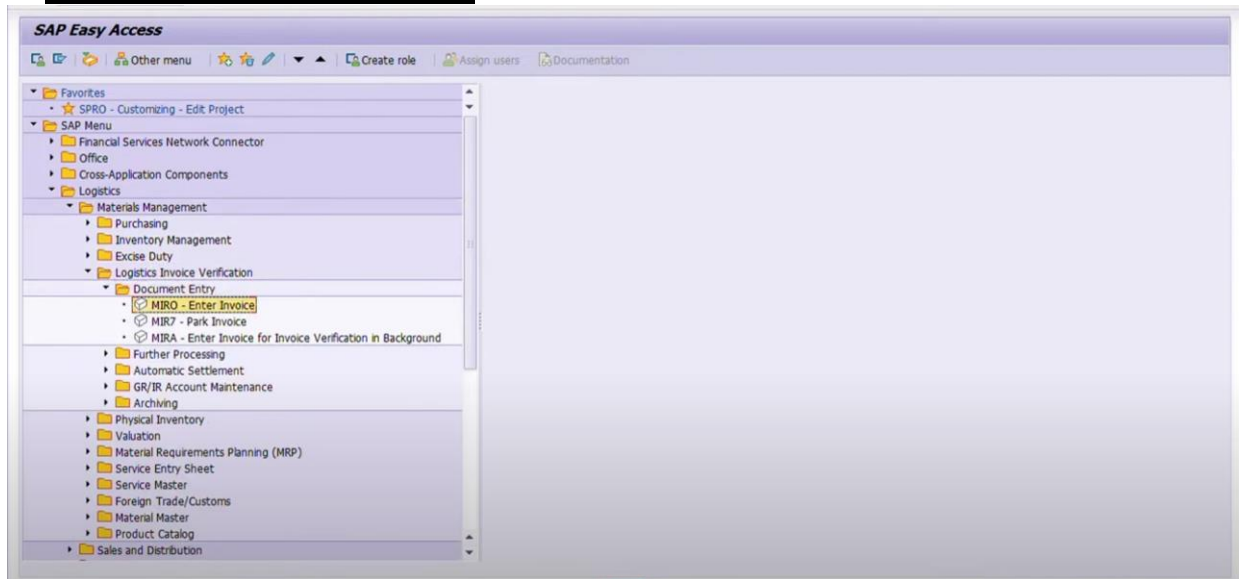 SAP Easy Access
Other menu Create role Assign users Documentation
Favorites
SPRO - Customizing - Edit Project
SAP Menu
Financial Services Network Connector
Office
Cross-Application Components
Logistics
Materials Management
Purchasing
Inventory Management
Excise Duty
Logistics Invoice Verification
Document Entry
MIRO - Enter Invoice
MIR7 - Park Invoice
MIRA - Enter Invoice for Invoice Verification in Background
Further Processing
Automatic Settlement
GR/IR Account Maintenance
Archiving
Physical Inventory
Valuation
Material Requirements Planning (MRP)
Service Entry Sheet
Service Master
Foreign Trade/Customs
Material Master
Product Catalog
Sales and Distribution